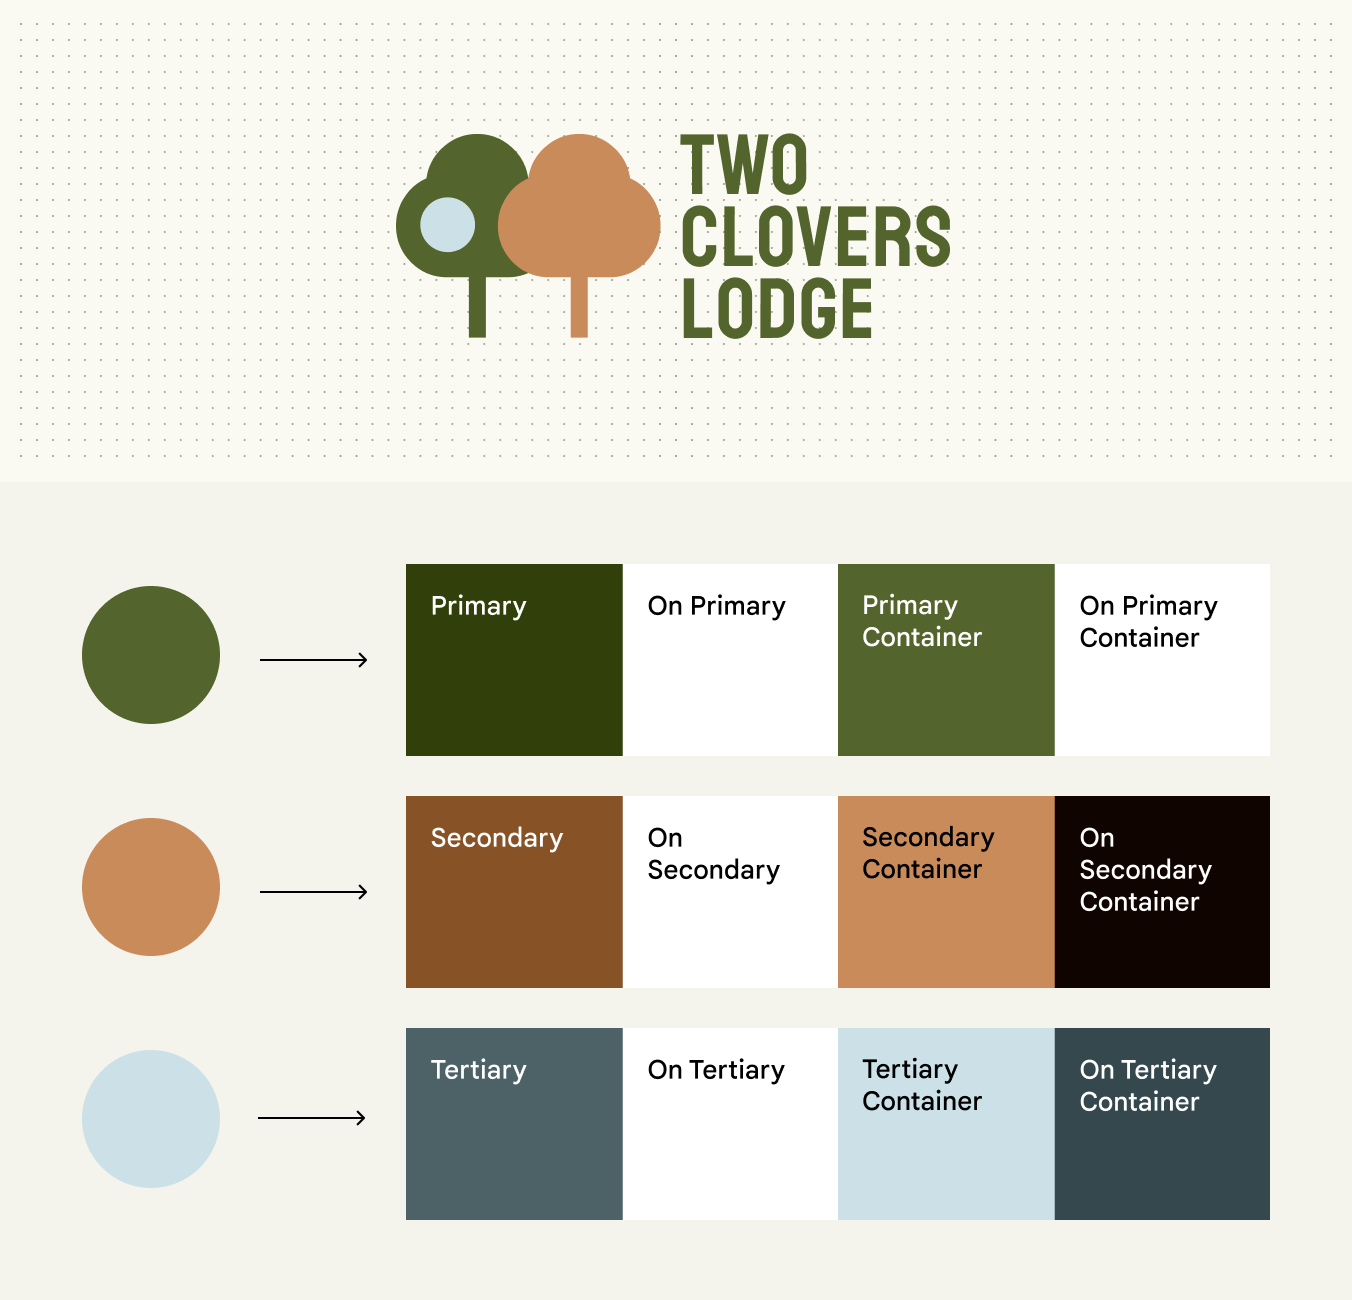 TWO
CLOVERS
LODGE
Primary
On Primary
Primary
Container
On Primary
Container
Secondary
On
Secondary
Secondary
Container
On
Secondary
Container
Tertiary
On Tertiary
Tertiary
Container
On Tertiary
Container